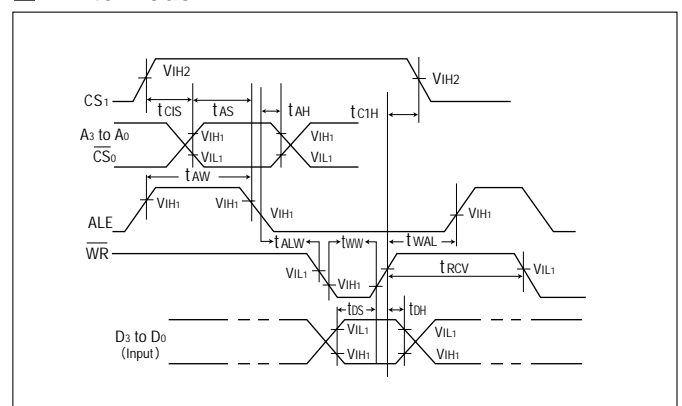 VIH2
VIH2
CS1
tCIS
tAS
tAH
tC1H
A3 to A0
CS0
VIH1
VIL1
VIH1
VIL1
tAW
ALE
VIH1
VIH1
VIH1
VIH1
tALW
tWW
tWAL
WR
VIL1
VIH1
tRCV
VIL1
tDS
tDH
D3 to D0
(Input)
VIL1
VIH1
VIL1
VIH1